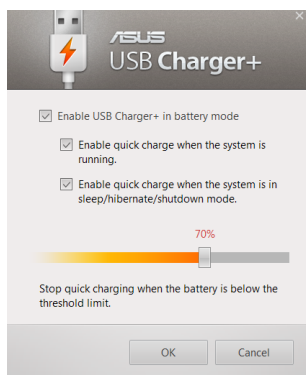 ASUS
USB Charger+
Enable USB Charger+ in battery mode
Enable quick charge when the system is
running.
Enable quick charge when the system is in
sleep/hibernate/shutdown mode.
70%
Stop quick charging when the battery is below the
threshold limit.
OK
Cancel